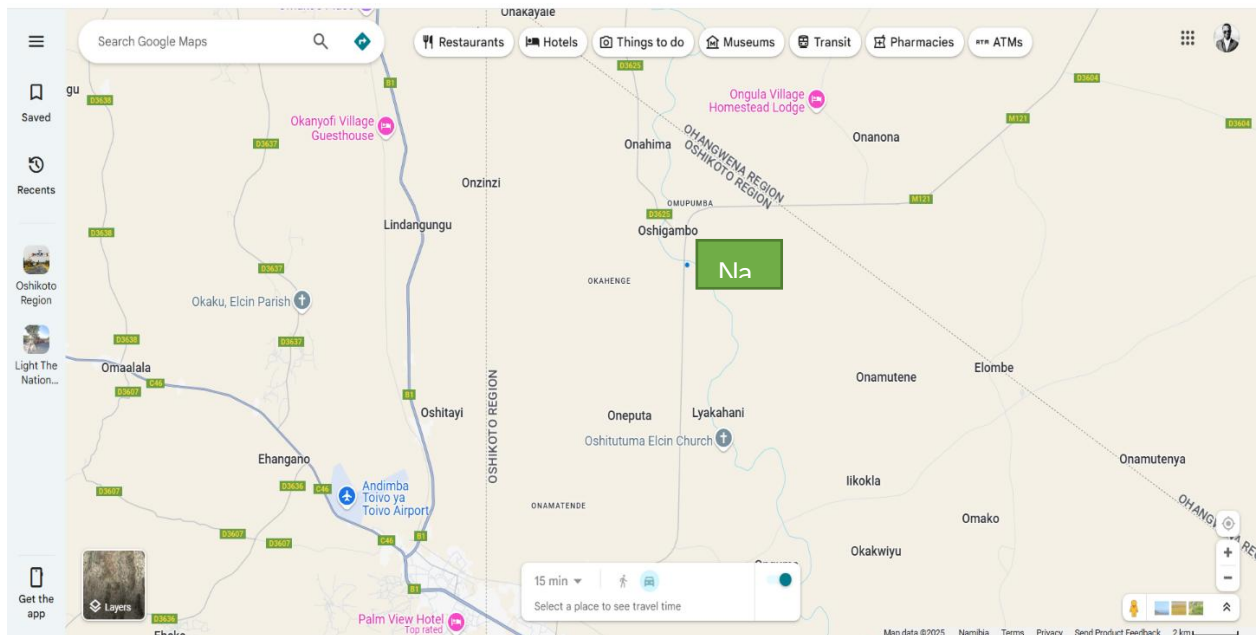 Search Google Maps
Restaurants
Hotels
Things to do
Museums
Transit
Pharmacies
ATM ATMs
Saved
Recents
Oshikoto
Region
Light The
Nation...
Get the
app
Layers
Onakayale
B1
D3625
D3604
gu
D3638
Okanyofi Village
Guesthouse
Ongula Village
Homestead Lodge
M121
D3604
D3637
Onahima
OHANGWENA REGION
OSHIKOTO REGION
Onanona
Onzinzi
OMUPUMBA
M121
D3625
Lindangungu
Oshigambo
D3638
Na
D3637
OKAHENGE
Okaku, Elcin Parish
D3638
D3637
Omaalala
C46
D3607
Elombe
Onamutene
B1
OSHIKOTO REGION
Oshitayi
Oneputa
Lyakahani
Oshitutuma Elcin Church
Ehangano
Onamutenya
D3607
D3636
C46
Andimba
Toivo ya
Toivo Airport
Iikokla
ONAMATENDE
Omako
D3607
D3607
C46
B1
Okakwiyu
15 min
Select a place to see travel time
B1
D3636
Palm View Hotel
Top rated
Map data ©2025
Namibia
Terms
Privacy
Send Product Feedback
2 km